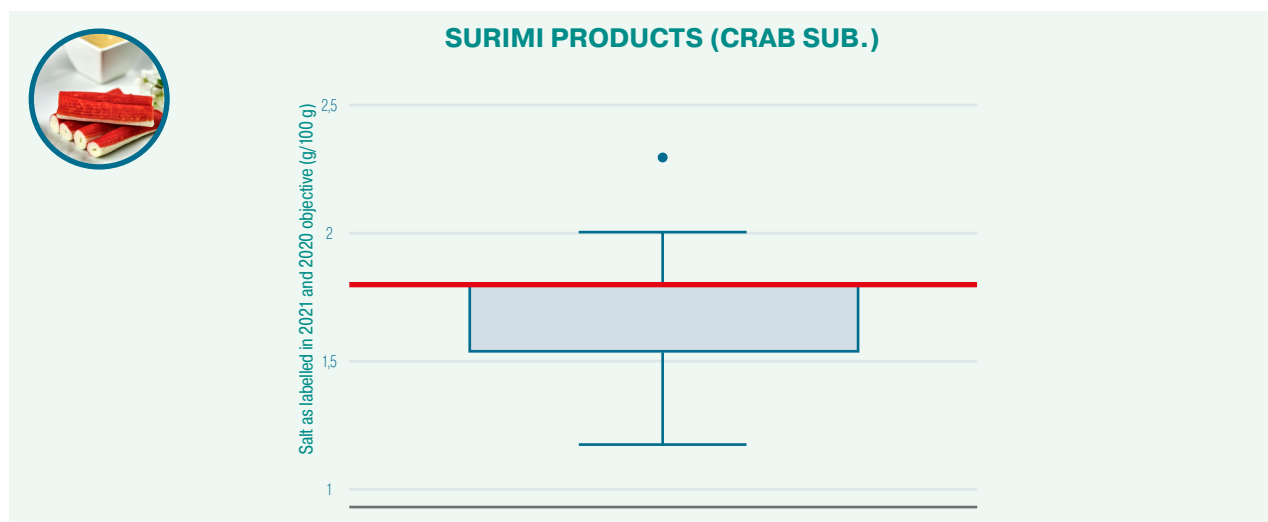 SURIMI PRODUCTS (CRAB SUB.)
Salt as labelled in 2021 and 2020 objective (g/100 g)
2,5
2
1,5
1